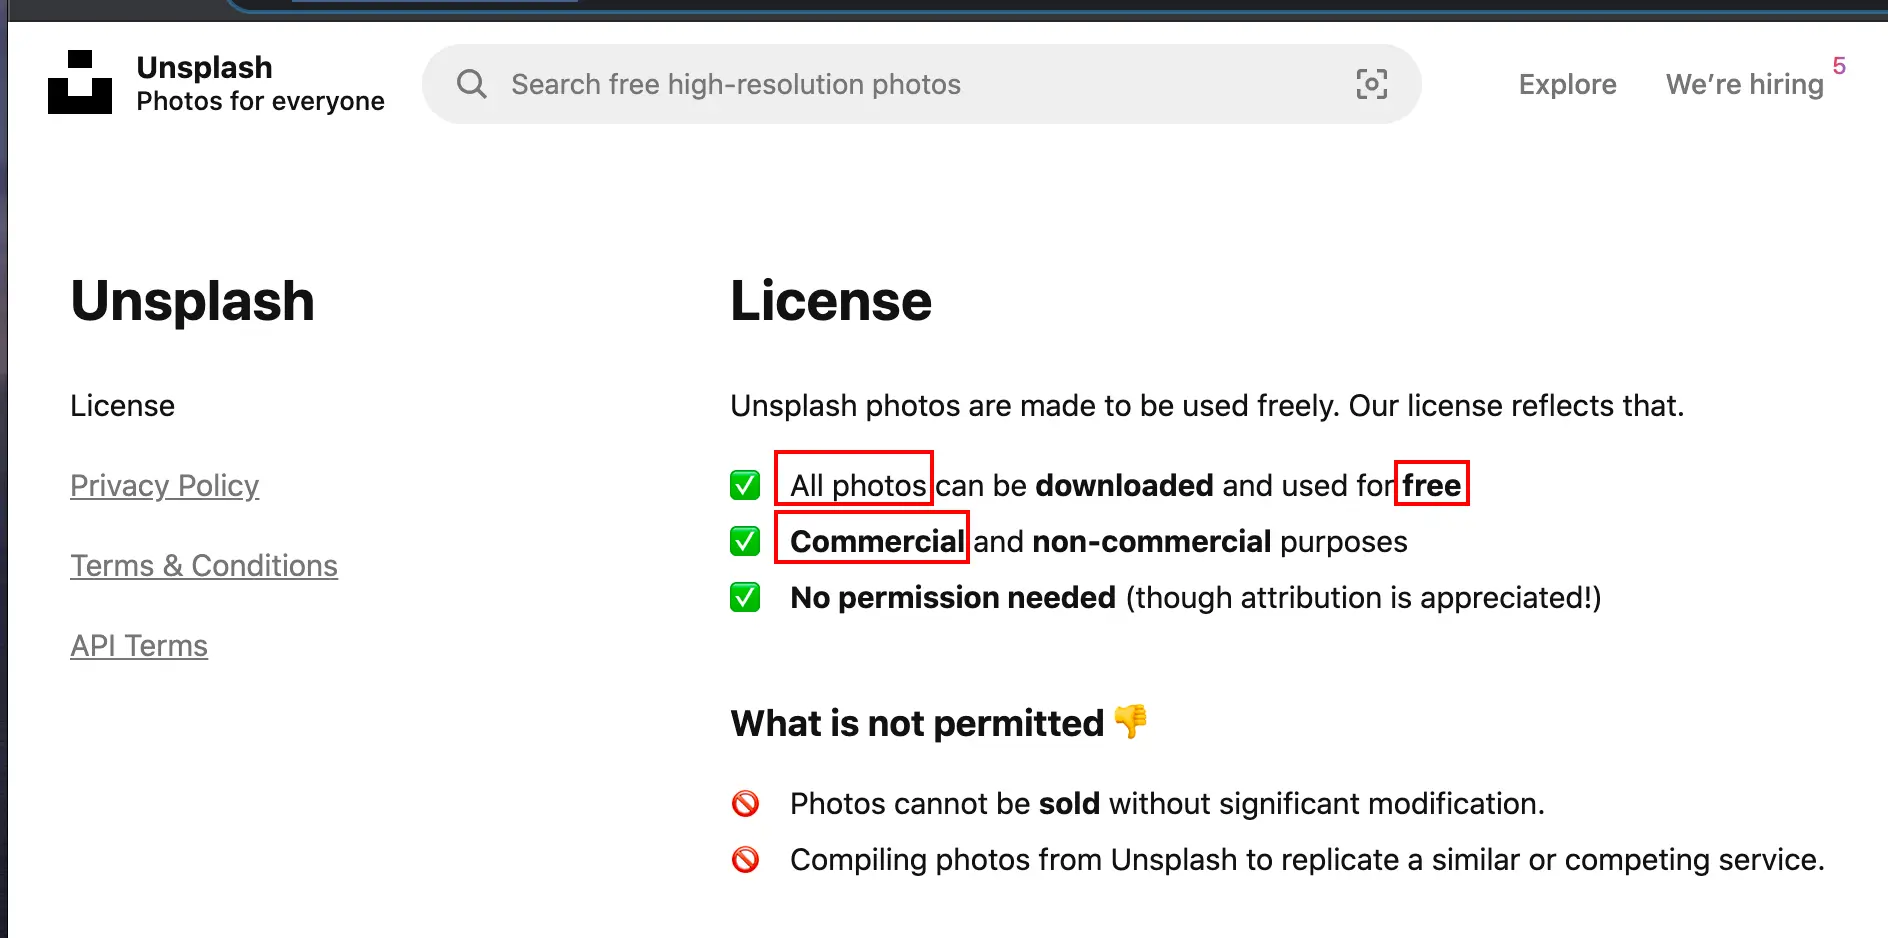 Unsplash
Photos for everyone
Search free high-resolution photos
Explore
We’re hiring
5
Unsplash
License
Privacy Policy
Terms & Conditions
API Terms
License
Unsplash photos are made to be used freely. Our license reflects that.
All photos can be downloaded and used for free
Commercial and non-commercial purposes
No permission needed (though attribution is appreciated!)
What is not permitted 👎
Photos cannot be sold without significant modification.
Compiling photos from Unsplash to replicate a similar or competing service.